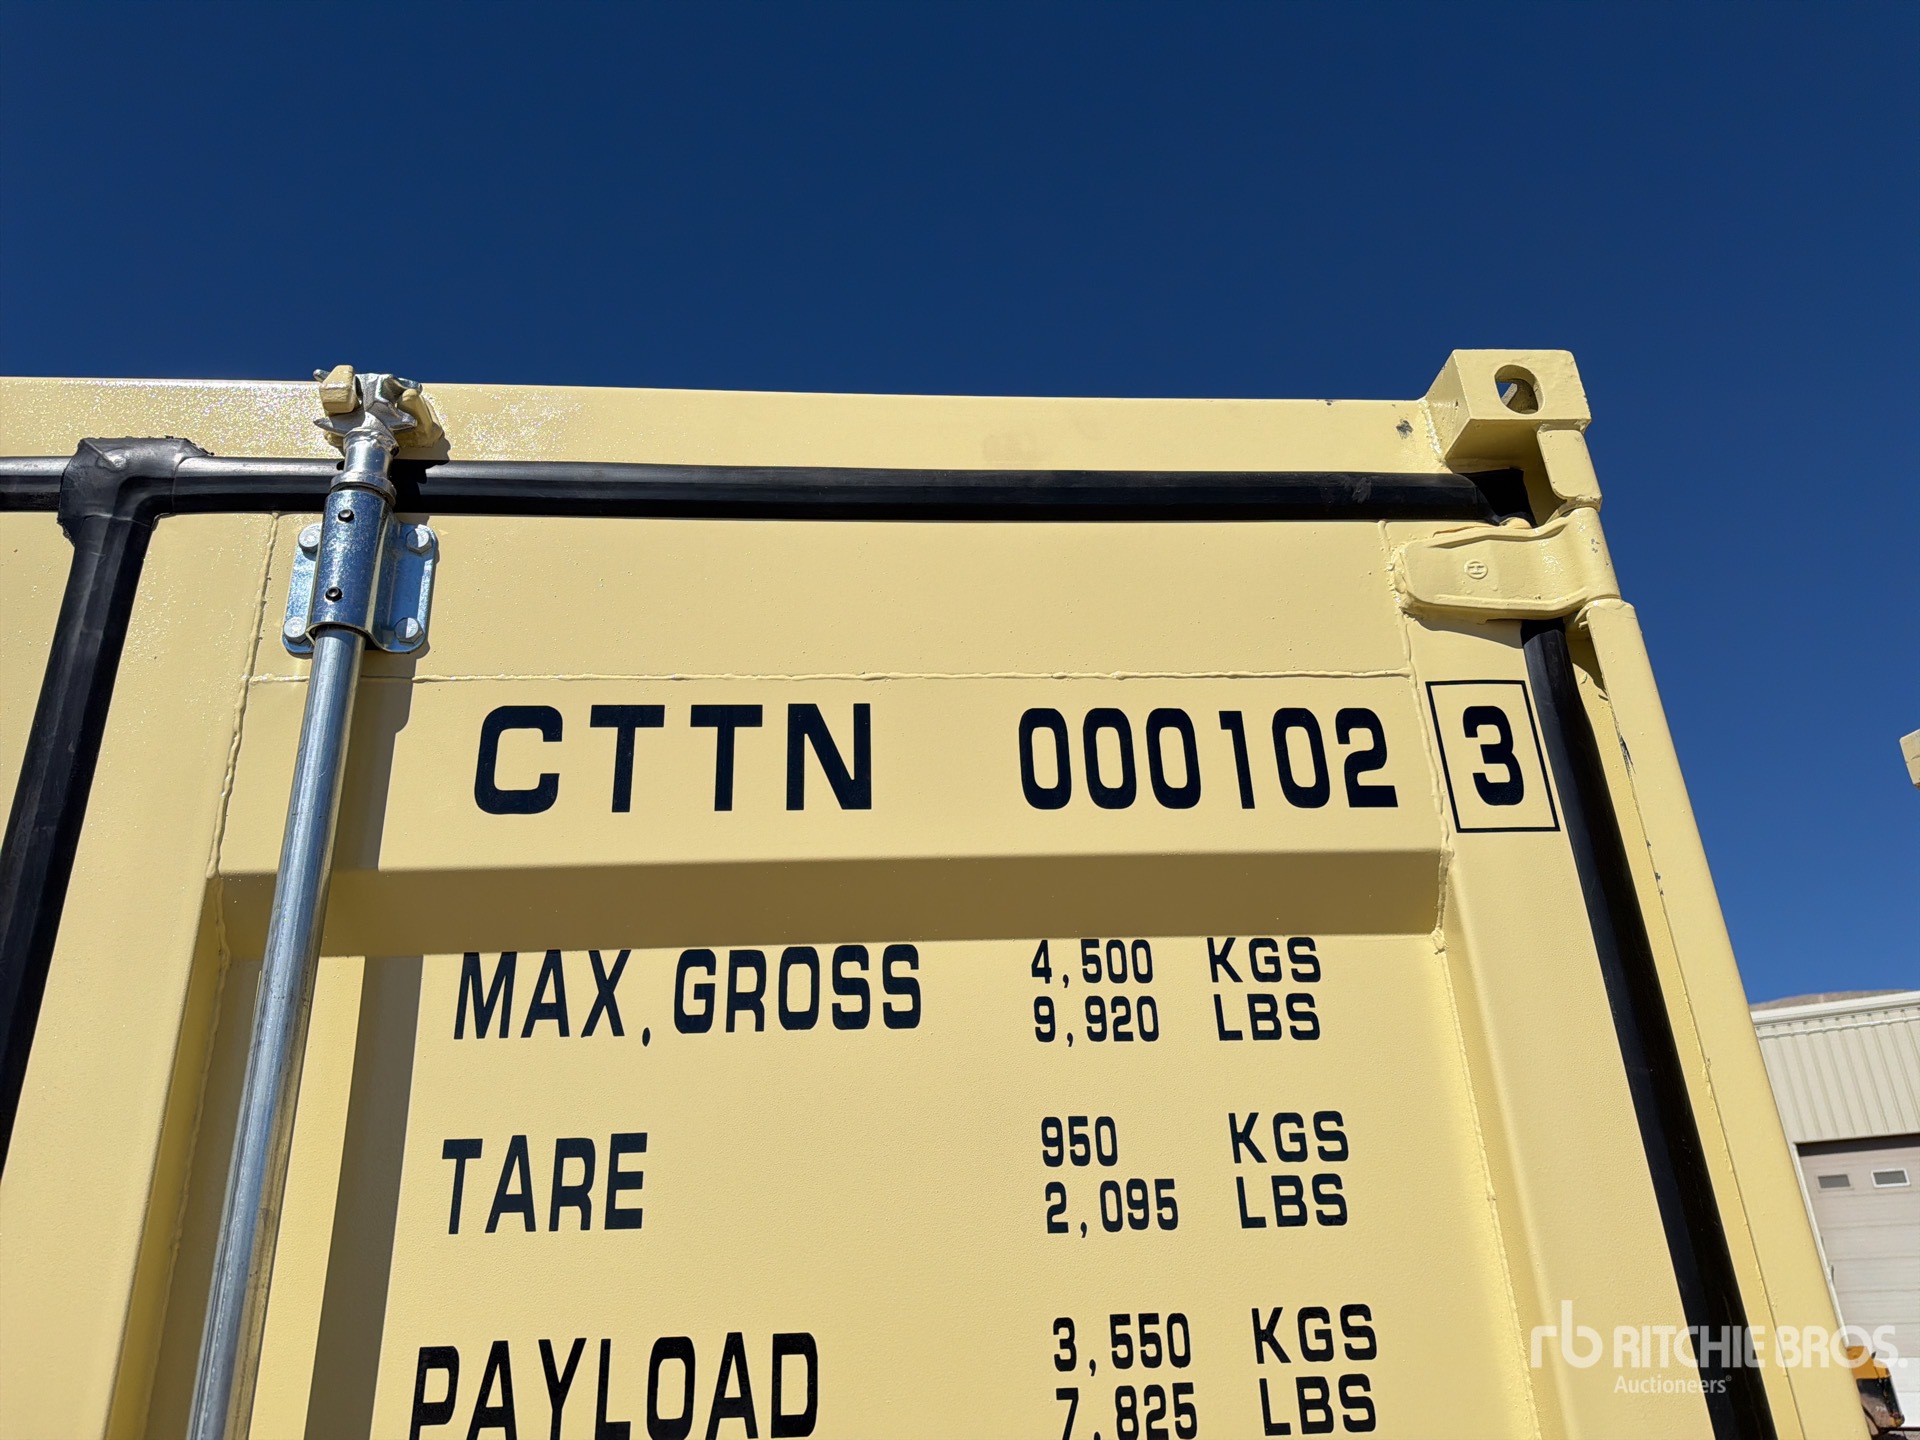 CTTN 000102 3
MAX.GROSS 4,500 KGS
9,920 LBS
TARE 950 KGS
2,095 LBS
PAYLOAD 3,550 KGS
7,825 LBS
rb RITCHIE BROS.
Auctioneers®